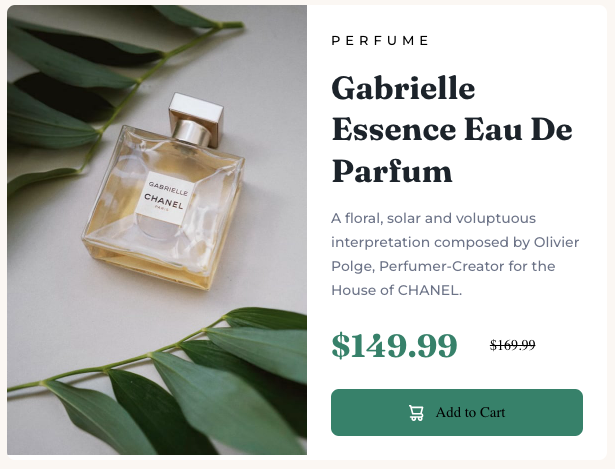 GABRIELLE
CHANEL
PARIS
PERFUME
Gabrielle
Essence Eau De
Parfum
A floral, solar and voluptuous
interpretation composed by Olivier
Polge, Perfumer-Creator for the
House of CHANEL.
$149.99 $169.99
Add to Cart